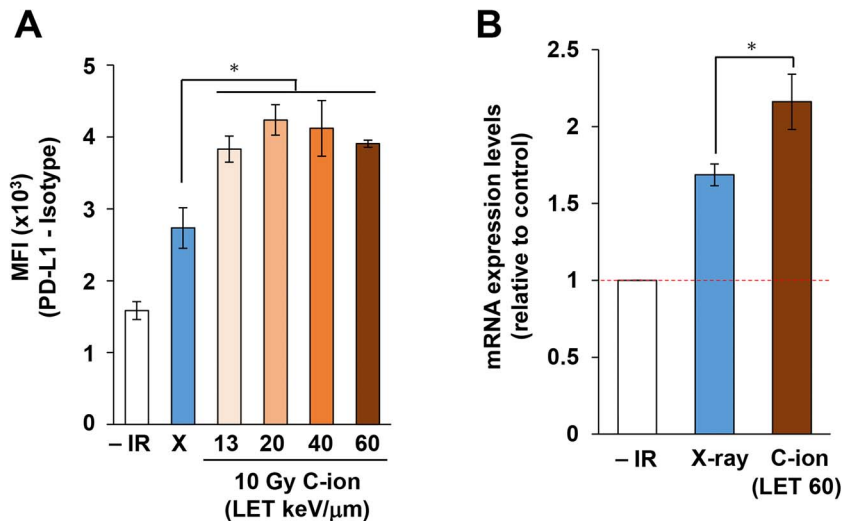 A
MFI (x10³)
(PD-L1 - Isotype)
5
4
3
2
1
0
*
– IR
X
13
20
40
60
10 Gy C-ion
(LET keV/μm)
B
mRNA expression levels
(relative to control)
2.5
2
1.5
1
0.5
0
*
– IR
X-ray
C-ion
(LET 60)